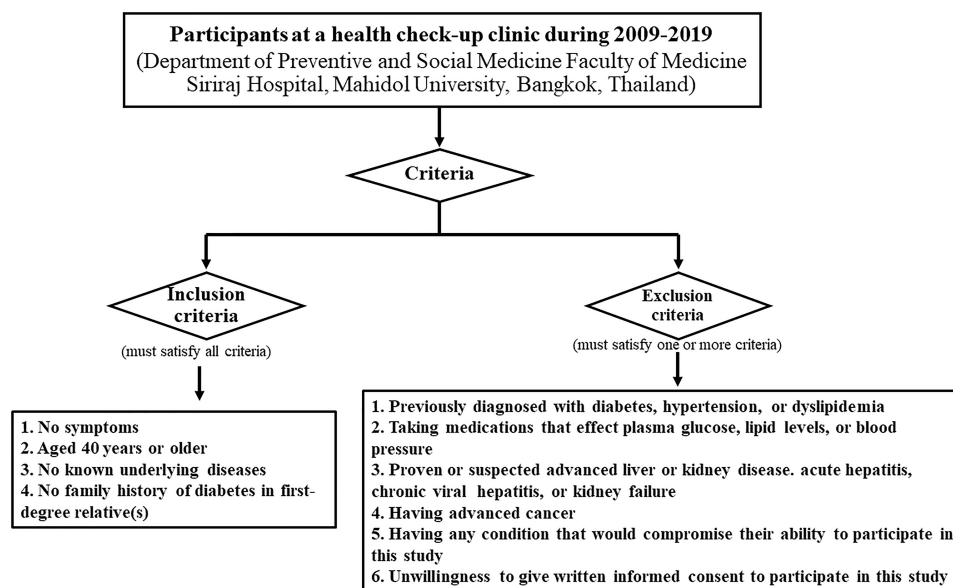 Participants at a health check-up clinic during 2009-2019
(Department of Preventive and Social Medicine Faculty of Medicine
Siriraj Hospital, Mahidol University, Bangkok, Thailand)
Criteria
Inclusion
criteria
(must satisfy all criteria)
1. No symptoms
2. Aged 40 years or older
3. No known underlying diseases
4. No family history of diabetes in first-
degree relative(s)
Exclusion
criteria
(must satisfy one or more criteria)
1. Previously diagnosed with diabetes, hypertension, or dyslipidemia
2. Taking medications that effect plasma glucose, lipid levels, or blood
pressure
3. Proven or suspected advanced liver or kidney disease. acute hepatitis,
chronic viral hepatitis, or kidney failure
4. Having advanced cancer
5. Having any condition that would compromise their ability to participate in
this study
6. Unwillingness to give written informed consent to participate in this study